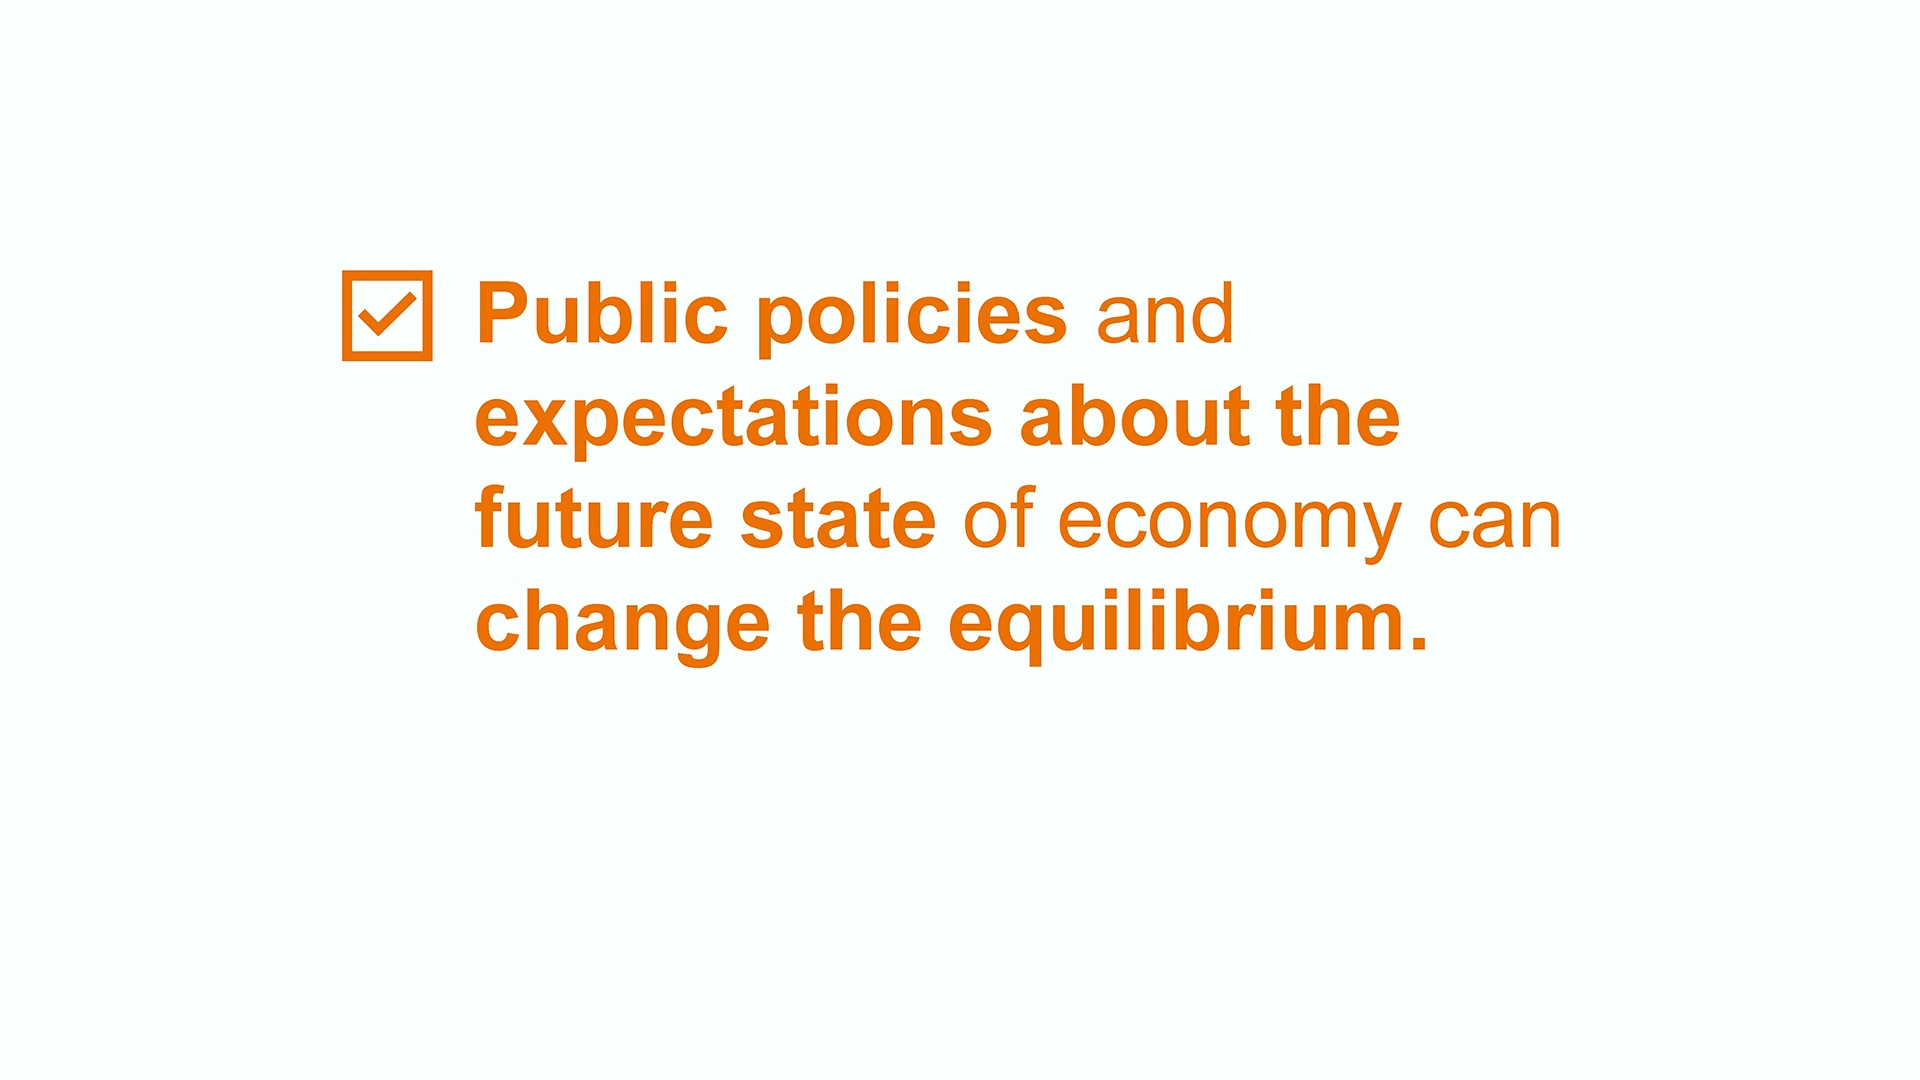 Public policies and
expectations about the
future state of economy can
change the equilibrium.